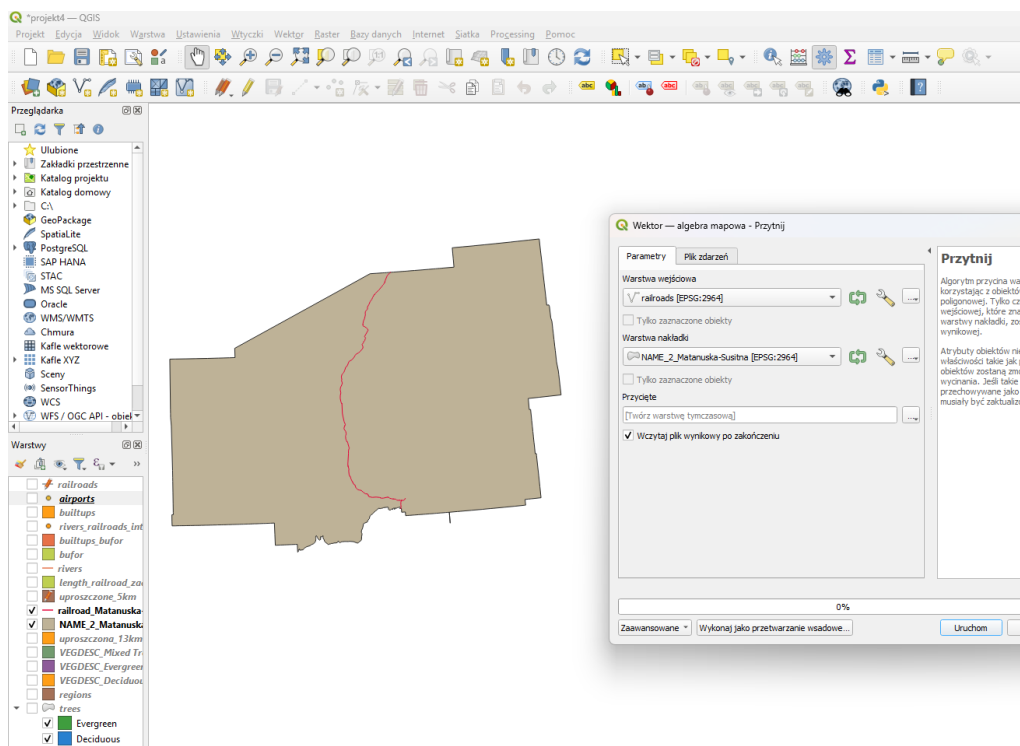 *projekt4 — QGIS
Projekt Edycja Widok Warstwa Ustawienia Wtyczki Wektor Raster Bazy danych Internet Siatka Processing Pomoc
Przeglądarka
Ulubione
Zakładki przestrzenne
Katalog projektu
Katalog domowy
C:\
GeoPackage
SpatiaLite
PostgreSQL
SAP HANA
STAC
MS SQL Server
Oracle
WMS/WMTS
Chmura
Kafle wektorowe
Kafle XYZ
Sceny
SensorThings
WCS
WFS / OGC API - obiek
Warstwy
railroads
airports
builtups
rivers_railroads_int
builtups_bufor
bufor
rivers
length_railroad_za
uproszczone_5km
railroad_Matanuska-
NAME_2_Matanuska
uproszczona_13km
VEGDESC_Mixed Tr
VEGDESC_Evergreen
VEGDESC_Deciduou
regions
trees
Evergreen
Deciduous
Wektor — algebra mapowa - Przytnij
Parametry Plik zdarzeń
Warstwa wejściowa
railroads [EPSG:2964]
Tylko zaznaczone obiekty
Warstwa nakładki
NAME_2_Matanuska-Susitna [EPSG:2964]
Tylko zaznaczone obiekty
Przycięte
[Twórz warstwę tymczasową]
Wczytaj plik wynikowy po zakończeniu
0%
Zaawansowane Wykonaj jako przetwarzanie wsadowe... Uruchom
Przytnij
Algorytm przycina wa
korzystając z obiektó
poligonowej. Tylko cz
wejściowej, które zna
warstwy nakładki, zo
wynikowej.
Atrybuty obiektów nie
właściwości takie jak
obiektów zostaną zmo
wycinania. Jeśli takie
przechowywane jako
musiały być zaktualiz